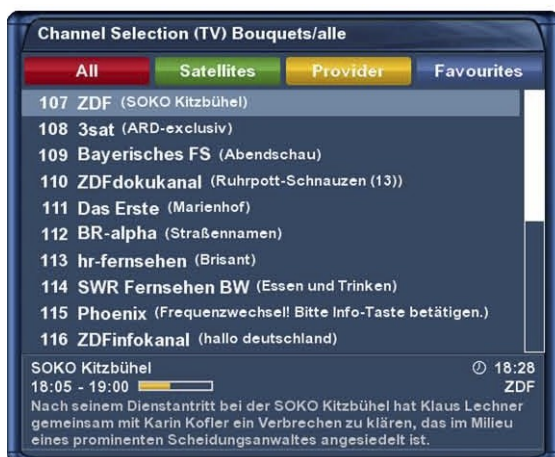 Channel Selection (TV) Bouquets/alle
All Satellites Provider Favourites
107 ZDF (SOKO Kitzbühel)
108 3sat (ARD-exclusiv)
109 Bayerisches FS (Abendschau)
110 ZDFdokukanal (Ruhrpott-Schnauzen (13))
111 Das Erste (Marienhof)
112 BR-alpha (Straßennamen)
113 hr-fernsehen (Brisant)
114 SWR Fernsehen BW (Essen und Trinken)
115 Phoenix (Frequenzwechsel! Bitte Info-Taste betätigen.)
116 ZDFinfokanal (hallo deutschland)
SOKO Kitzbühel 18:28
18:05 - 19:00 ZDF
Nach seinem Dienstantritt bei der SOKO Kitzbühel hat Klaus Lechner
gemeinsam mit Karin Kofler ein Verbrechen zu klären, das im Milieu
eines prominenten Scheidungsanwaltes angesiedelt ist.